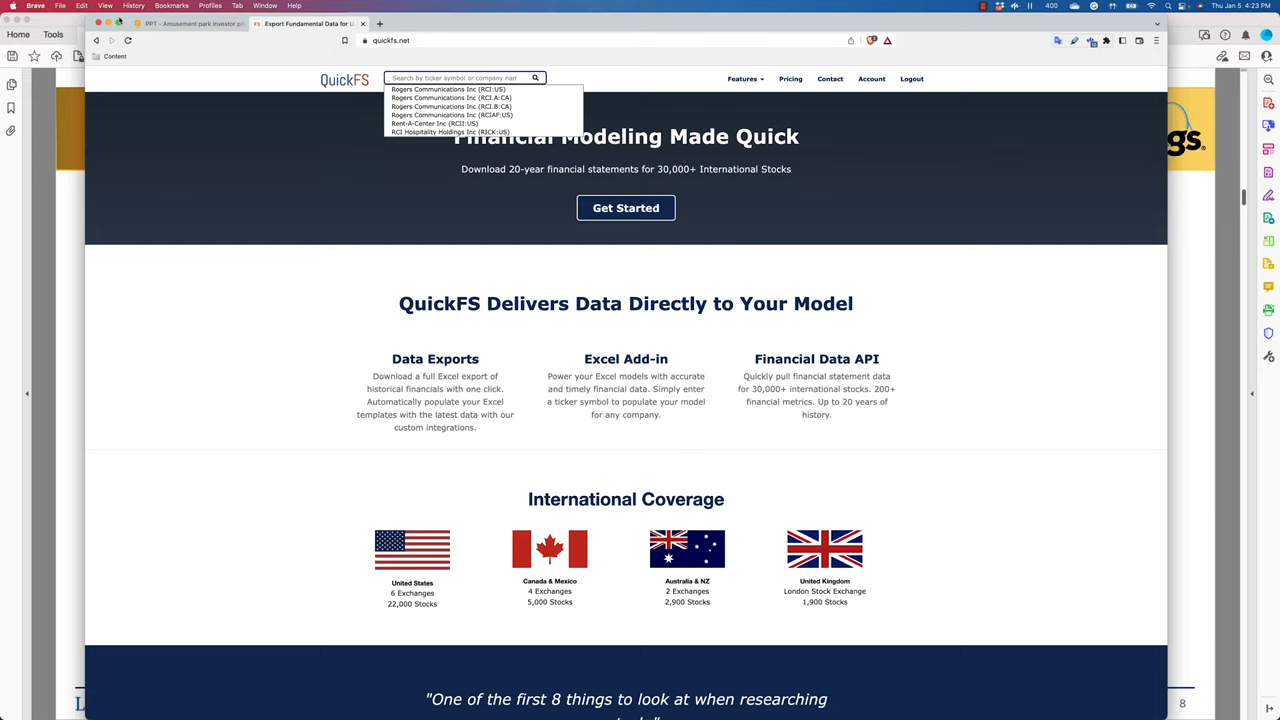 Brave File Edit View History Bookmarks Profiles Tab Window Help
400
Thu Jan 5 4:13 PM
Home Tools
PPT – Amusement park investor pi
FS Export Fundamental Data for U.
quickfs.net
Content
QuickFS
Search by ticker symbol or company nam
Features
Pricing
Contact
Account
Logout
Rogers Communications Inc (RCI:US)
Rogers Communications Inc (RCI.A:CA)
Rogers Communications Inc (RCI.B:CA)
Rogers Communications Inc (RCIAF:US)
Rent-A-Center Inc (RCII:US)
RCI Hospitality Holdings Inc (RICK:US)
Financial Modeling Made Quick
Download 20-year financial statements for 30,000+ International Stocks
Get Started
QuickFS Delivers Data Directly to Your Model
Data Exports
Download a full Excel export of
historical financials with one click.
Automatically populate your Excel
templates with the latest data with our
custom integrations.
Excel Add-in
Power your Excel models with accurate
and timely financial data. Simply enter
a ticker symbol to populate your model
for any company.
Financial Data API
Quickly pull financial statement data
for 30,000+ international stocks. 200+
financial metrics. Up to 20 years of
history.
International Coverage
United States
6 Exchanges
22,000 Stocks
Canada & Mexico
4 Exchanges
5,000 Stocks
Australia & NZ
2 Exchanges
2,900 Stocks
United Kingdom
London Stock Exchange
1,900 Stocks
"One of the first 8 things to look at when researching
8